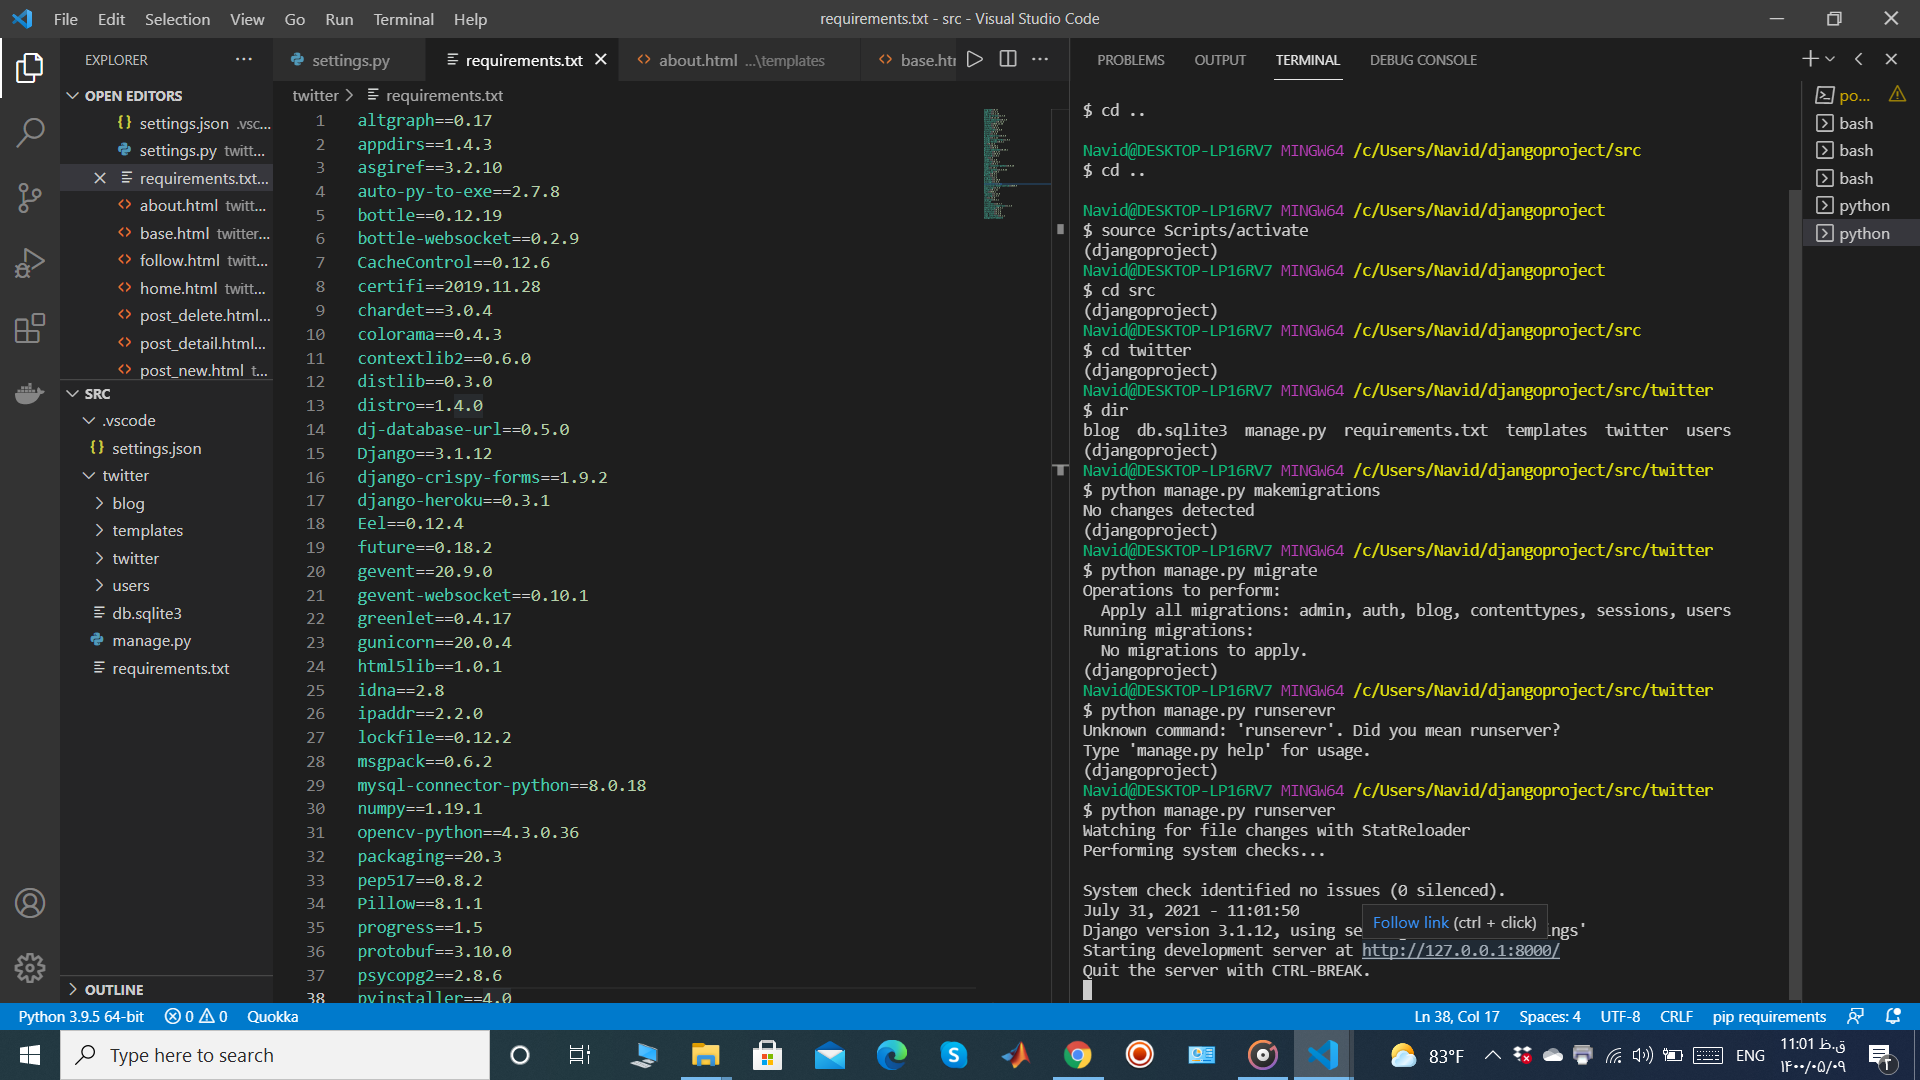 File Edit Selection View Go Run Terminal Help
requirements.txt - src - Visual Studio Code
EXPLORER
OPEN EDITORS
settings.json .vsc...
settings.py twitt...
requirements.txt...
about.html twitt...
base.html twitter...
follow.html twitt...
home.html twitt...
post_delete.html...
post_detail.html...
post_new.html t...
SRC
.vscode
settings.json
twitter
blog
templates
twitter
users
db.sqlite3
manage.py
requirements.txt
OUTLINE
settings.py requirements.txt about.html ...\templates base.htr
twitter > requirements.txt
1 altgraph==0.17
2 appdirs==1.4.3
3 asgiref==3.2.10
4 auto-py-to-exe==2.7.8
5 bottle==0.12.19
6 bottle-websocket==0.2.9
7 CacheControl==0.12.6
8 certifi==2019.11.28
9 chardet==3.0.4
10 colorama==0.4.3
11 contextlib2==0.6.0
12 distlib==0.3.0
13 distro==1.4.0
14 dj-database-url==0.5.0
15 Django==3.1.12
16 django-crispy-forms==1.9.2
17 django-heroku==0.3.1
18 Eel==0.12.4
19 future==0.18.2
20 gevent==20.9.0
21 gevent-websocket==0.10.1
22 greenlet==0.4.17
23 gunicorn==20.0.4
24 html5lib==1.0.1
25 idna==2.8
26 ipaddr==2.2.0
27 lockfile==0.12.2
28 msgpack==0.6.2
29 mysql-connector-python==8.0.18
30 numpy==1.19.1
31 opencv-python==4.3.0.36
32 packaging==20.3
33 pep517==0.8.2
34 Pillow==8.1.1
35 progress==1.5
36 protobuf==3.10.0
37 psycopg2==2.8.6
38 pyinstaller==4.0
PROBLEMS OUTPUT TERMINAL DEBUG CONSOLE
$ cd ..
Navid@DESKTOP-LP16RV7 MINGW64 /c/Users/Navid/djangoproject/src
$ cd ..
Navid@DESKTOP-LP16RV7 MINGW64 /c/Users/Navid/djangoproject
$ source Scripts/activate
(djangoproject)
Navid@DESKTOP-LP16RV7 MINGW64 /c/Users/Navid/djangoproject
$ cd src
(djangoproject)
Navid@DESKTOP-LP16RV7 MINGW64 /c/Users/Navid/djangoproject/src
$ cd twitter
(djangoproject)
Navid@DESKTOP-LP16RV7 MINGW64 /c/Users/Navid/djangoproject/src/twitter
$ dir
blog db.sqlite3 manage.py requirements.txt templates twitter users
(djangoproject)
Navid@DESKTOP-LP16RV7 MINGW64 /c/Users/Navid/djangoproject/src/twitter
$ python manage.py makemigrations
No changes detected
(djangoproject)
Navid@DESKTOP-LP16RV7 MINGW64 /c/Users/Navid/djangoproject/src/twitter
$ python manage.py migrate
Operations to perform:
Apply all migrations: admin, auth, blog, contenttypes, sessions, users
Running migrations:
No migrations to apply.
(djangoproject)
Navid@DESKTOP-LP16RV7 MINGW64 /c/Users/Navid/djangoproject/src/twitter
$ python manage.py runserevr
Unknown command: 'runserevr'. Did you mean runserver?
Type 'manage.py help' for usage.
(djangoproject)
Navid@DESKTOP-LP16RV7 MINGW64 /c/Users/Navid/djangoproject/src/twitter
$ python manage.py runserver
Watching for file changes with StatReloader
Performing system checks...
System check identified no issues (0 silenced).
July 31, 2021 - 11:01:50
Follow link (ctrl + click)
Django version 3.1.12, using se ngs'
Starting development server at http://127.0.0.1:8000/
Quit the server with CTRL-BREAK.
po...
bash
bash
bash
python
python
Python 3.9.5 64-bit 0 0 Quokka
Ln 38, Col 17 Spaces: 4 UTF-8 CRLF pip requirements
Type here to search
83°F ENG
11:01 ق.ظ
۱۴۰۰/۰۵/۰۹
۲